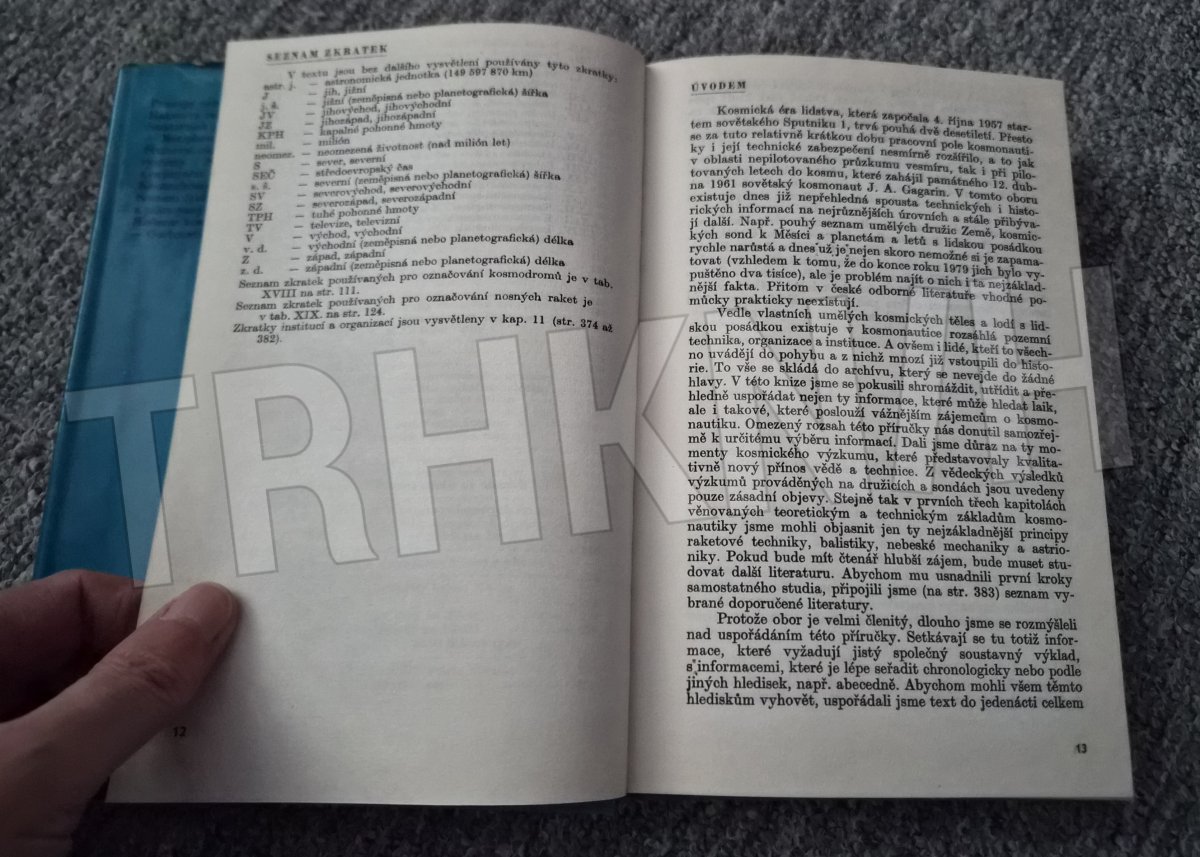 SEZNAM ZKRATEK
V textu jsou bez dalšího vysvětlení používány tyto zkratky:
astr. j. — astronomická jednotka (149 597 870 km)
J — jih, jižní
j. š. — jižní (zeměpisná nebo planetografická) šířka
JV — jihovýchod, jihovýchodní
JZ — jihozápad, jihozápadní
KPH — kapalné pohonné hmoty
mil. — milión
neomez. — neomezená životnost (nad milión let)
S — sever, severní
SEČ — středoevropský čas
s. š. — severní (zeměpisná nebo planetografická) šířka
SV — severovýchod, severovýchodní
SZ — severozápad, severozápadní
TPH — tuhé pohonné hmoty
TV — televize, televizní
V — východ, východní
v. d. — východní (zeměpisná nebo planetografická) délka
Z — západ, západní
z. d. — západní (zeměpisná nebo planetografická) délka
Seznam zkratek používaných pro označování kosmodromů je v tab.
XVIII na str. 111.
Seznam zkratek používaných pro označování nosných raket je
v tab. XIX. na str. 124.
Zkratky institucí a organizací jsou vysvětleny v kap. 11 (str. 374 až
382).
12
ÚVODEM
Kosmická éra lidstva, která započala 4. října 1957 star-
tem sovětského Sputniku 1, trvá pouhá dvě desetiletí. Přesto
se za tuto relativně krátkou dobu pracovní pole kosmonauti-
ky i její technické zabezpečení nesmírně rozšířilo, a to jak
v oblasti nepilotovaného průzkumu vesmíru, tak i při pilo-
tovaných letech do kosmu, které zahájil památného 12. dub-
na 1961 sovětský kosmonaut J. A. Gagarin. V tomto oboru
existuje dnes již nepřehledná spousta technických i histo-
rických informací na nejrůznějších úrovních a stále přibýva-
jí další. Např. pouhý seznam umělých družic Země, kosmic-
kých sond k Měsíci a planetám a letů s lidskou posádkou
rychle narůstá a dnes už je nejen skoro nemožné si je zapama-
tovat (vzhledem k tomu, že do konce roku 1979 jich bylo vy-
puštěno dva tisíce), ale je problém najít o nich i ta nejzáklad-
nější fakta. Přitom v české odborné literatuře vhodné po-
můcky prakticky neexistují.
Vedle vlastních umělých kosmických těles a lodí s lid-
skou posádkou existuje v kosmonautice rozsáhlá pozemní
technika, organizace a instituce. A ovšem i lidé, kteří to všech-
no uvádějí do pohybu a z nichž mnozí již vstoupili do histo-
rie. To vše se skládá do archívu, který se nevejde do žádné
hlavy. V této knize jsme se pokusili shromáždit, utřídit a pře-
hledně uspořádat nejen ty informace, které může hledat laik,
ale i takové, které poslouží vážnějším zájemcům o kosmo-
nautiku. Omezený rozsah této příručky nás donutil samozřej-
mě k určitému výběru informací. Dali jsme důraz na ty mo-
menty kosmického výzkumu, které představovaly kvalita-
tivně nový přínos vědě a technice. Z vědeckých výsledků
výzkumů prováděných na družicích a sondách jsou uvedeny
pouze zásadní objevy. Stejně tak v prvních třech kapitolách
věnovaných teoretickým a technickým základům kosmo-
nautiky jsme mohli objasnit jen ty nejzákladnější principy
raketové techniky, balistiky, nebeské mechaniky a astrio-
niky. Pokud bude mít čtenář hlubší zájem, bude muset stu-
dovat další literaturu. Abychom mu usnadnili první kroky
samostatného studia, připojili jsme (na str. 383) seznam vy-
brané doporučené literatury.
Protože obor je velmi členitý, dlouho jsme se rozmýšleli
nad uspořádáním této příručky. Setkávají se tu totiž infor-
mace, které vyžadují jistý společný soustavný výklad,
s informacemi, které je lépe seřadit chronologicky nebo podle
jiných hledisek, např. abecedně. Abychom mohli všem těmto
hlediskům vyhovět, uspořádali jsme text do jedenácti celkem
13
TRHKNIH